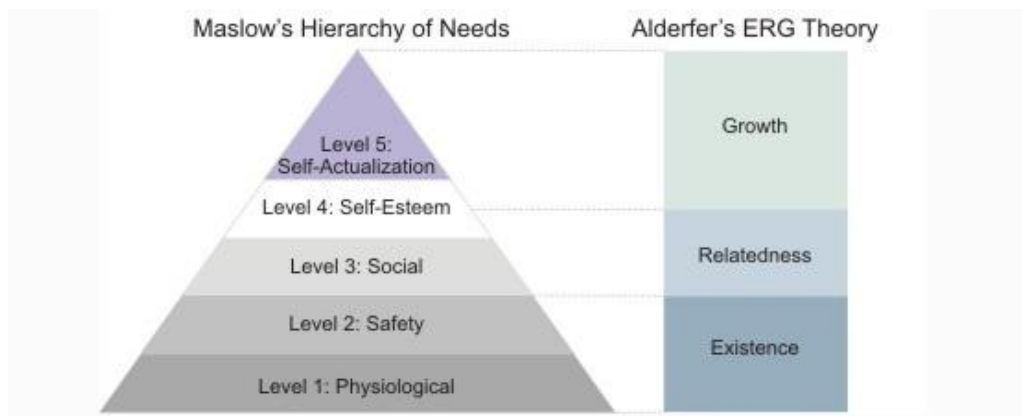 Maslow's Hierarchy of Needs
Alderfer's ERG Theory
Level 5:
Self-Actualization
Level 4: Self-Esteem
Level 3: Social
Level 2: Safety
Level 1: Physiological
Growth
Relatedness
Existence